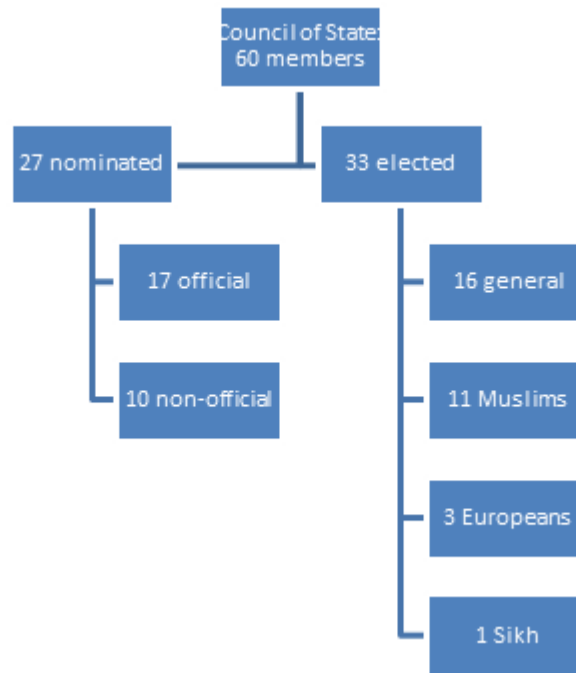 Council of State:
60 members
27 nominated
33 elected
17 official
16 general
10 non-official
11 Muslims
3 Europeans
1 Sikh